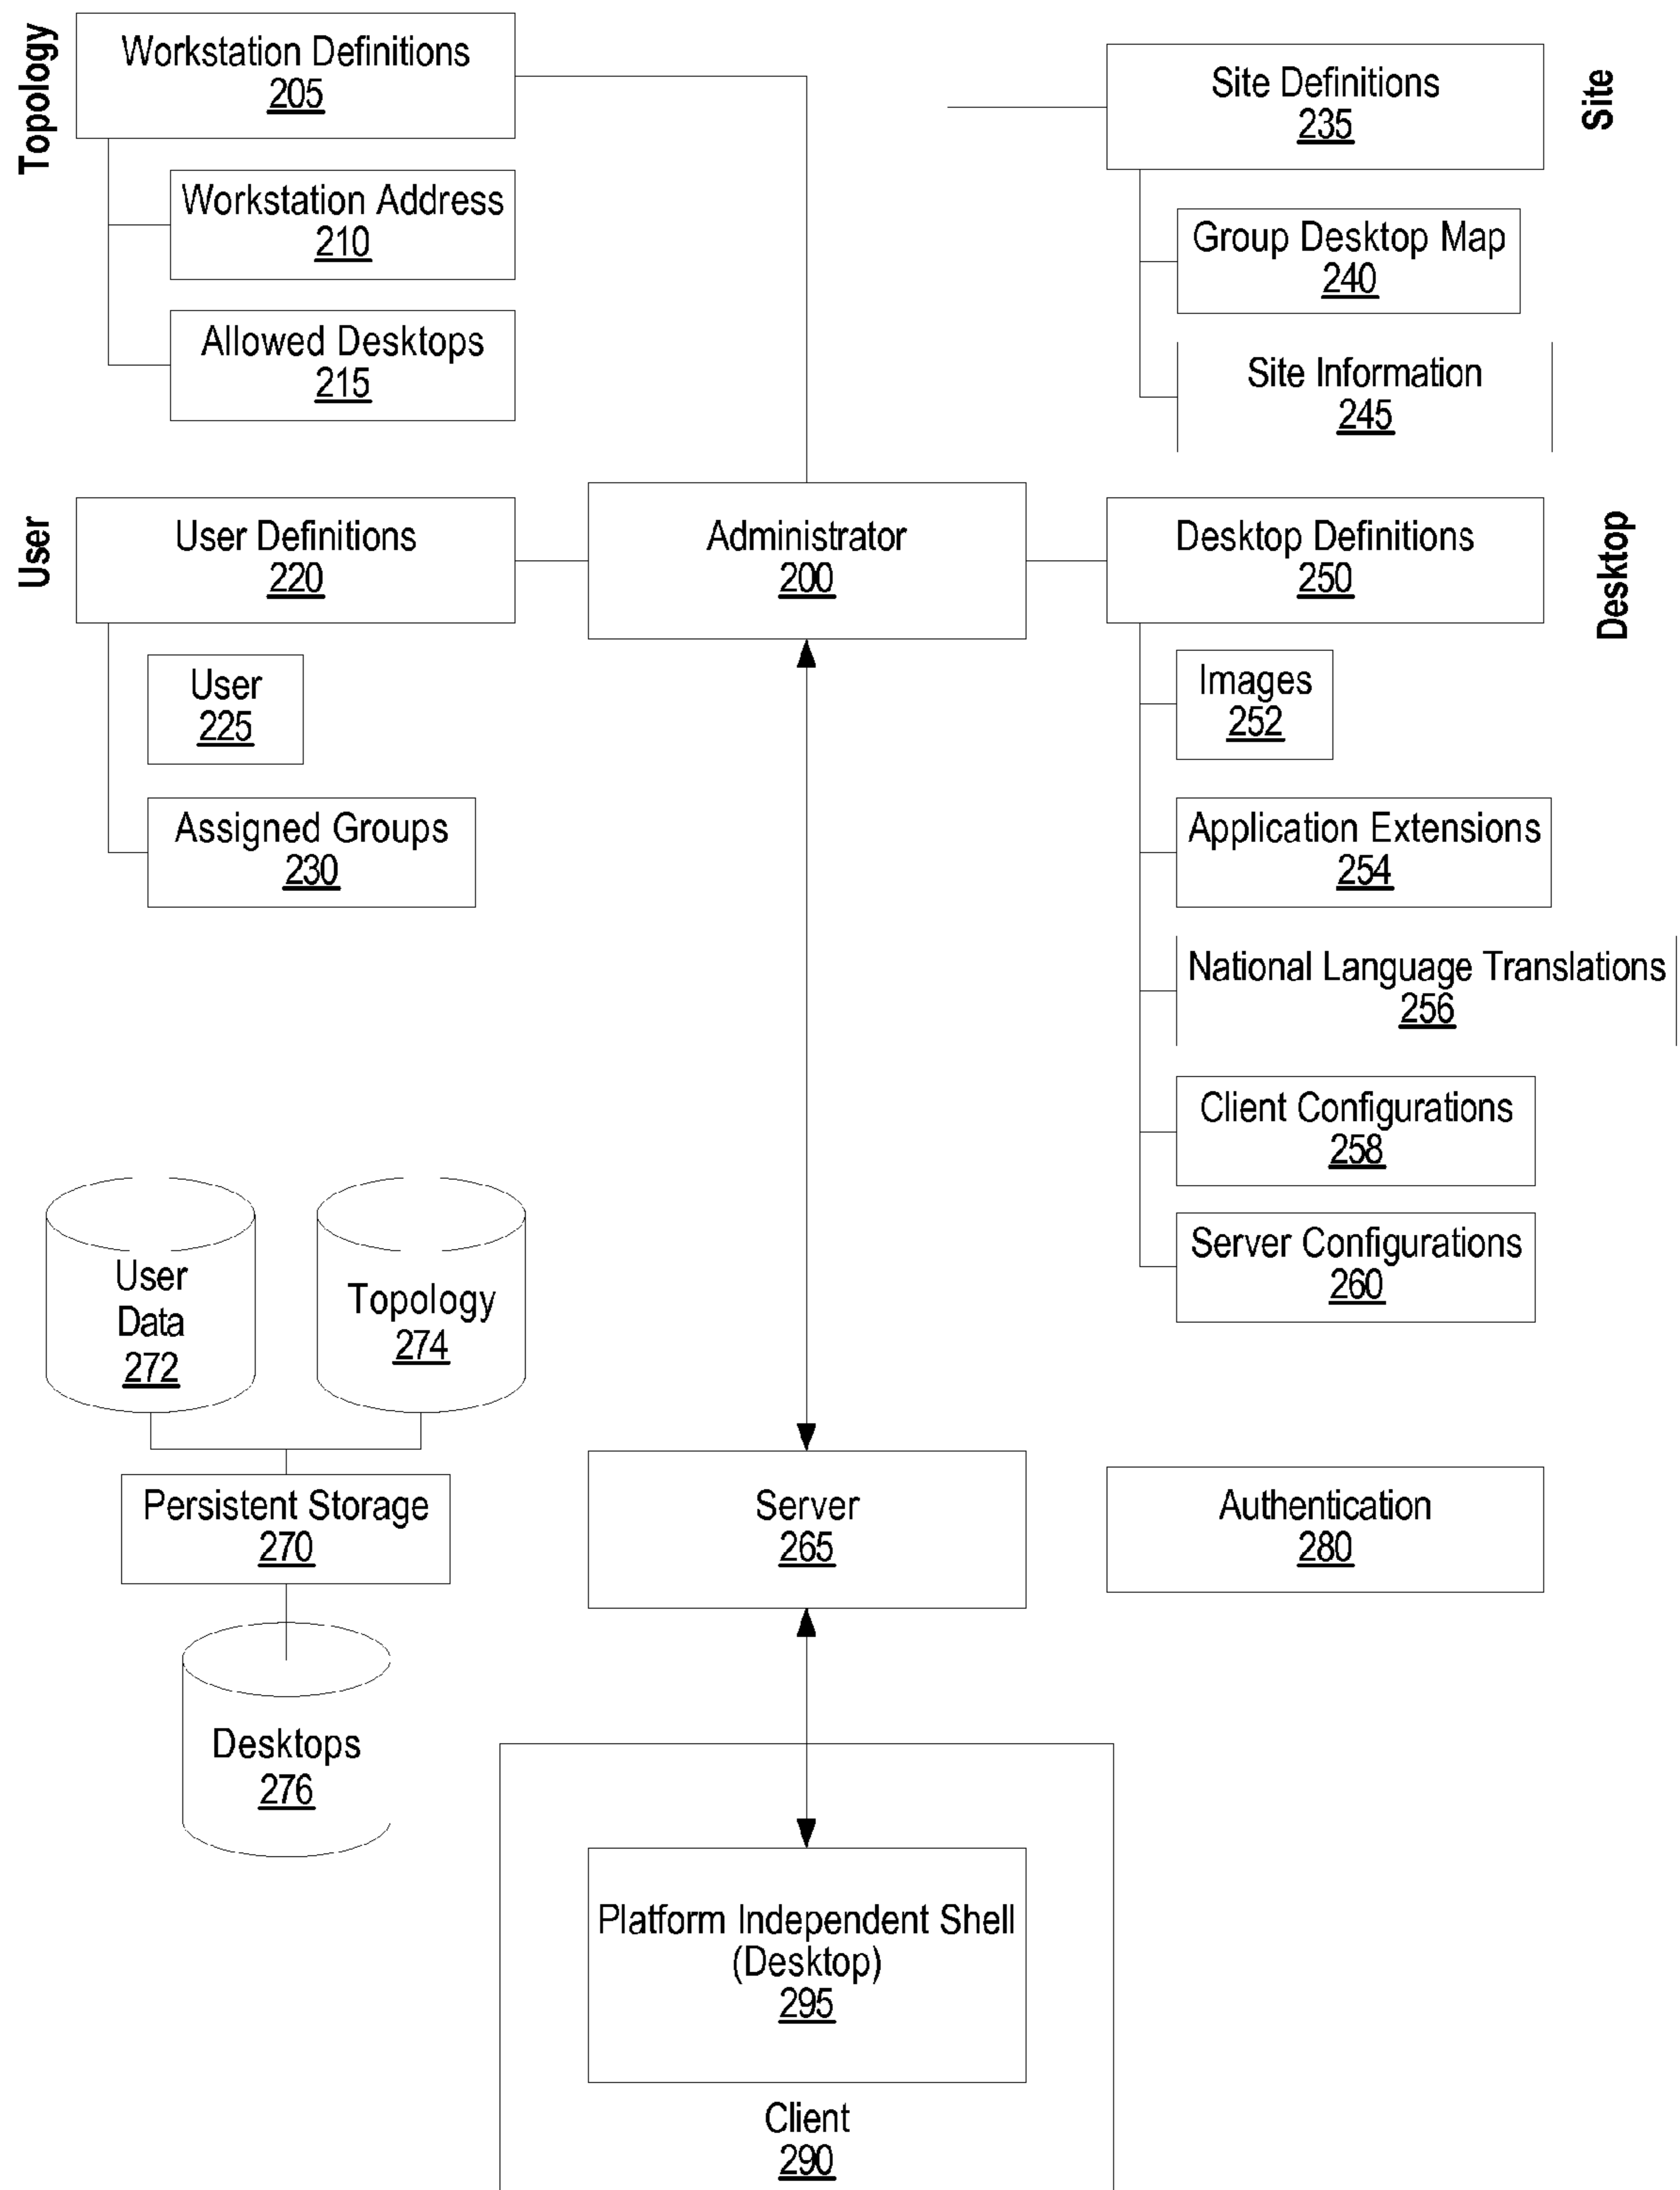 Topology
Workstation Definitions
205
Workstation Address
210
Allowed Desktops
215
Site Definitions
235
Site
Group Desktop Map
240
Site Information
245
User
User Definitions
220
User
225
Assigned Groups
230
Administrator
200
Desktop Definitions
250
Desktop
Images
252
Application Extensions
254
National Language Translations
256
Client Configurations
258
Server Configurations
260
User
Data
272
Topology
274
Persistent Storage
270
Desktops
276
Server
265
Authentication
280
Platform Independent Shell
(Desktop)
295
Client
290